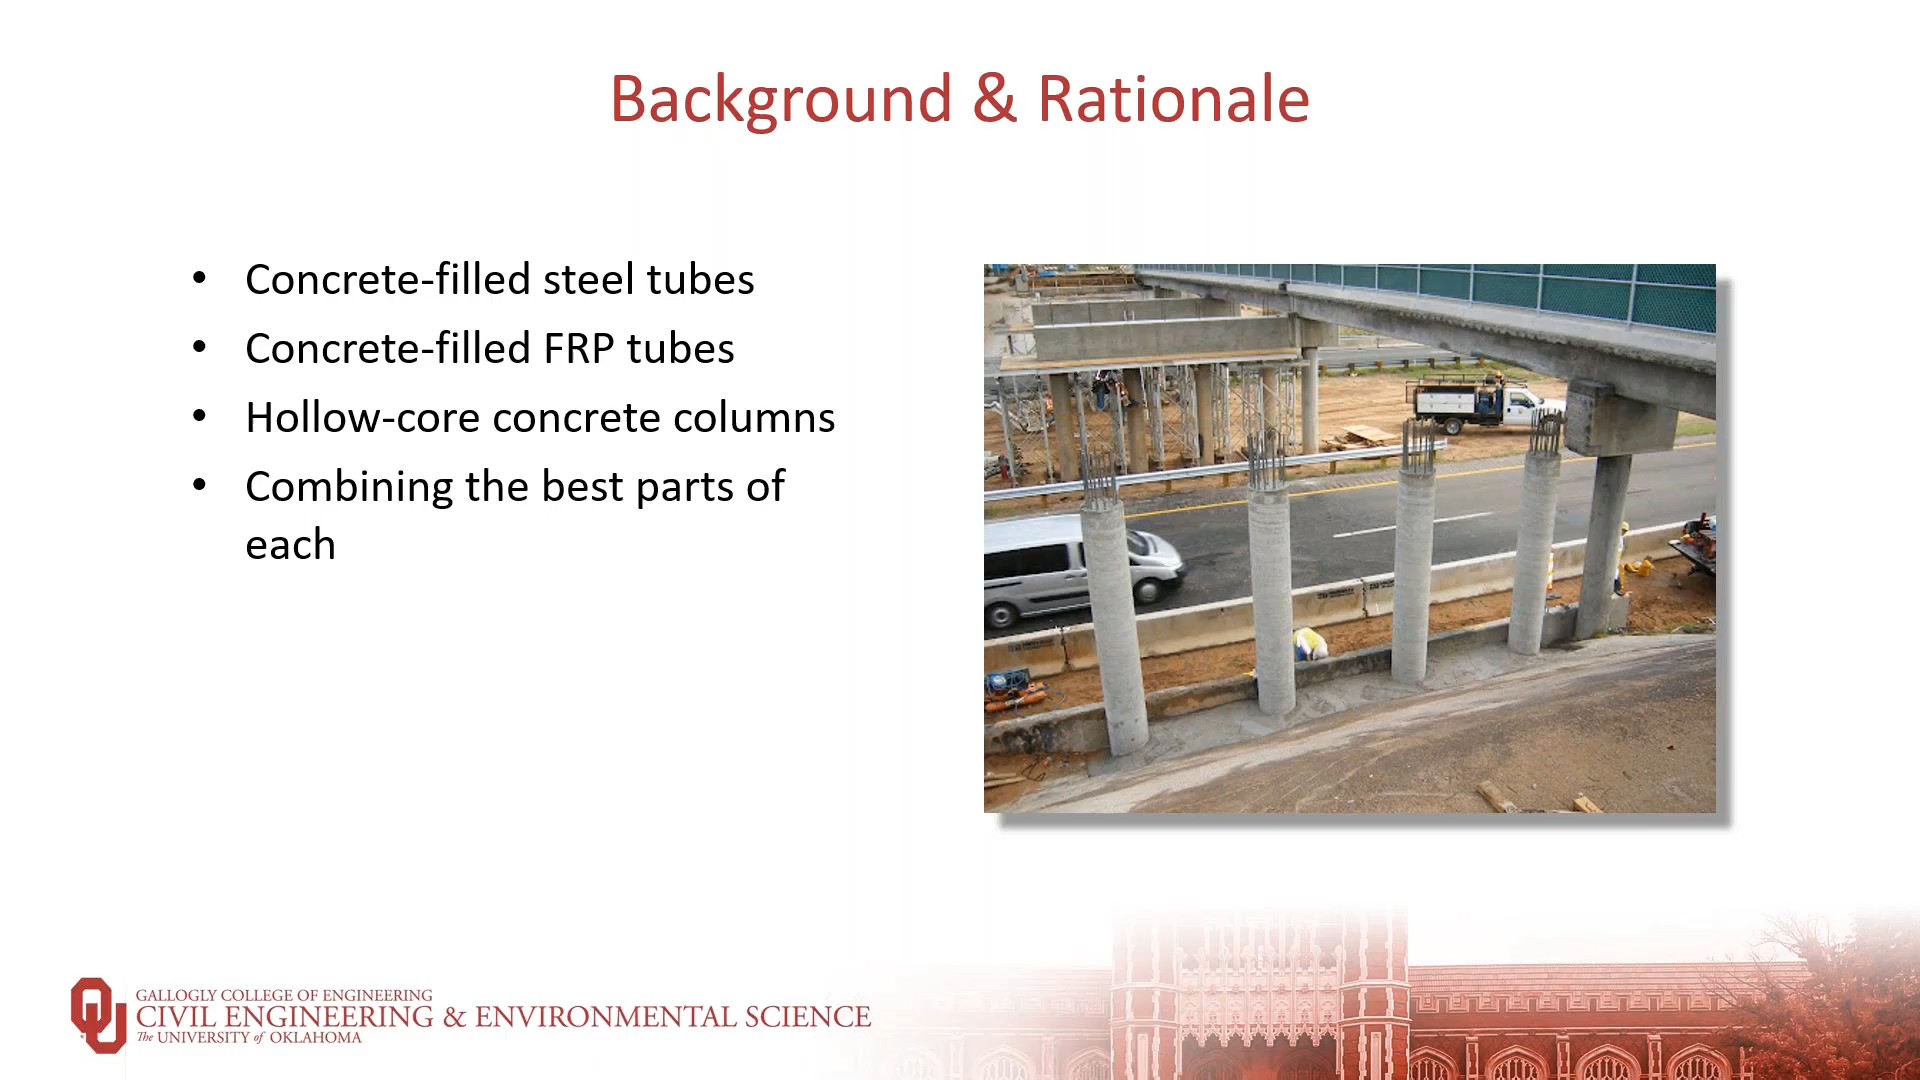 Background & Rationale
• Concrete-filled steel tubes
• Concrete-filled FRP tubes
• Hollow-core concrete columns
• Combining the best parts of
each
GALLOGLY COLLEGE OF ENGINEERING
CIVIL ENGINEERING & ENVIRONMENTAL SCIENCE
The UNIVERSITY of OKLAHOMA